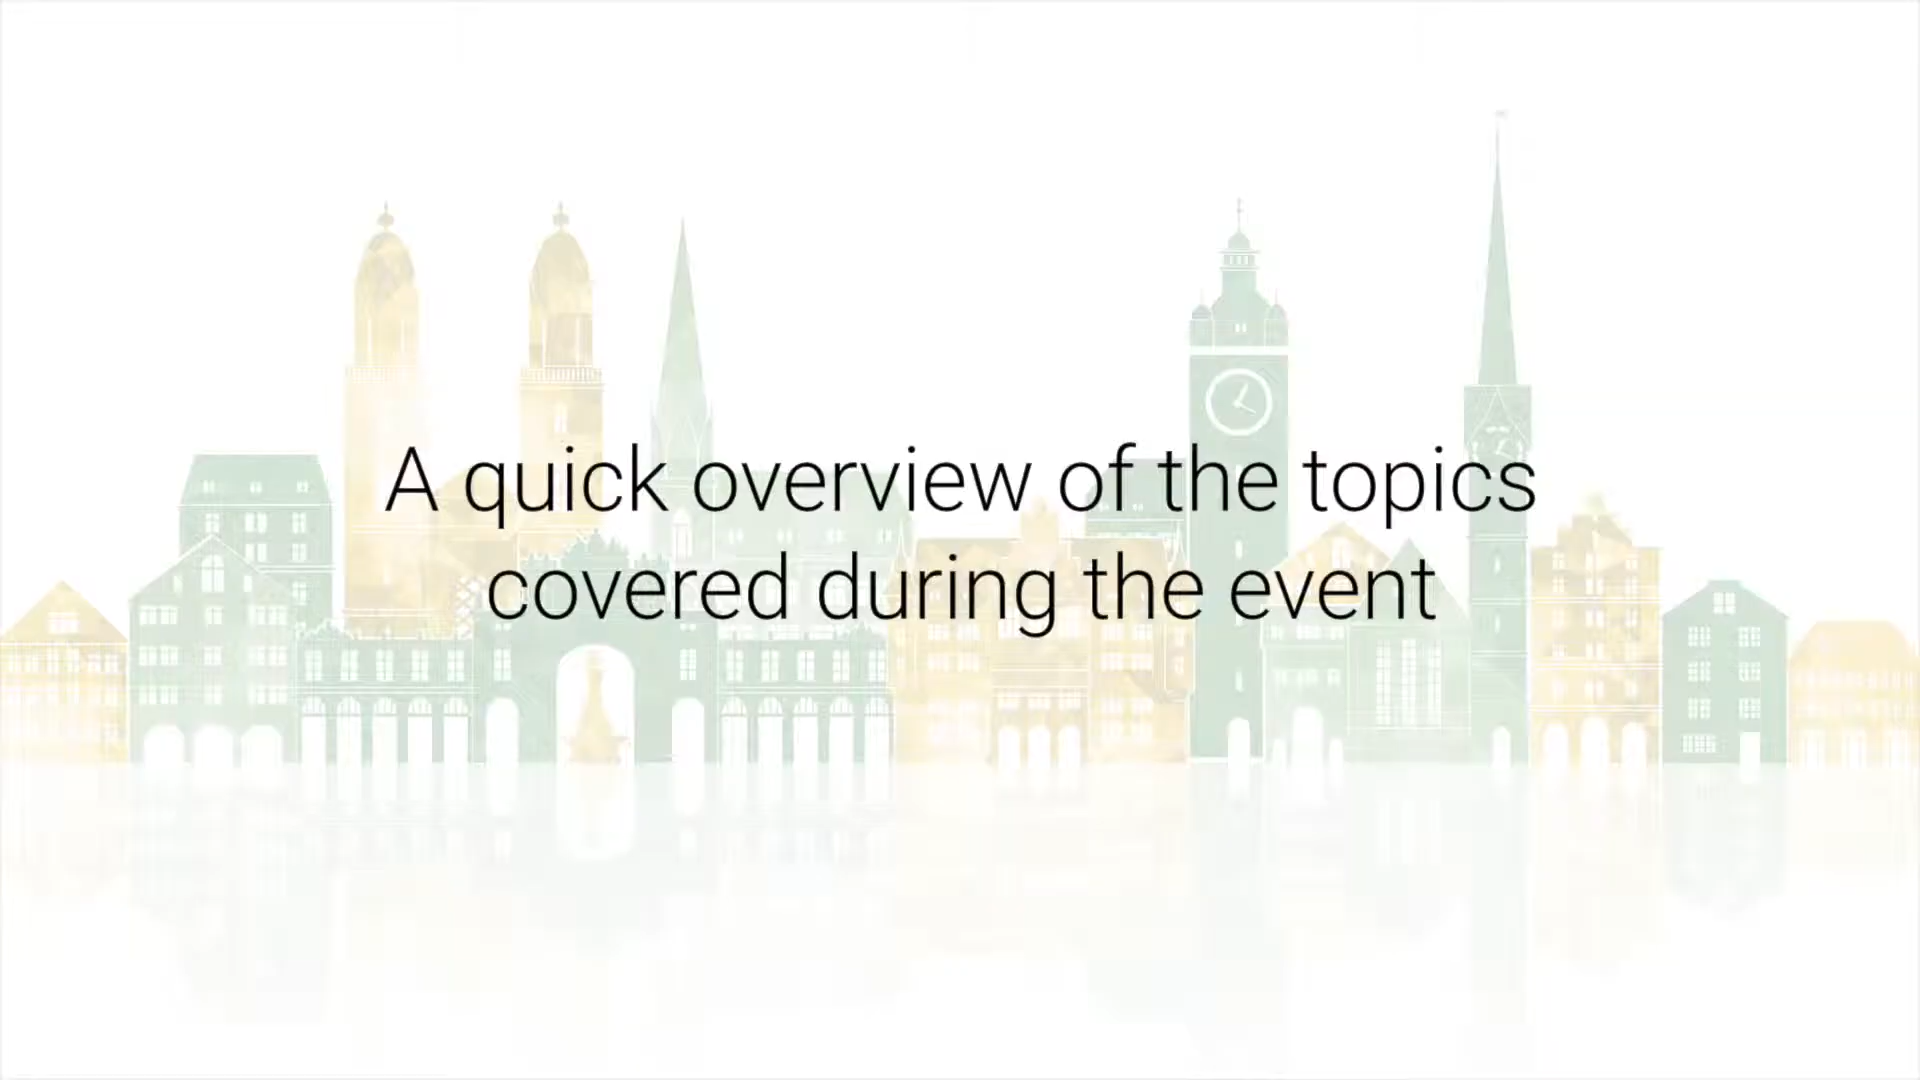 A quick overview of the topics
covered during the event